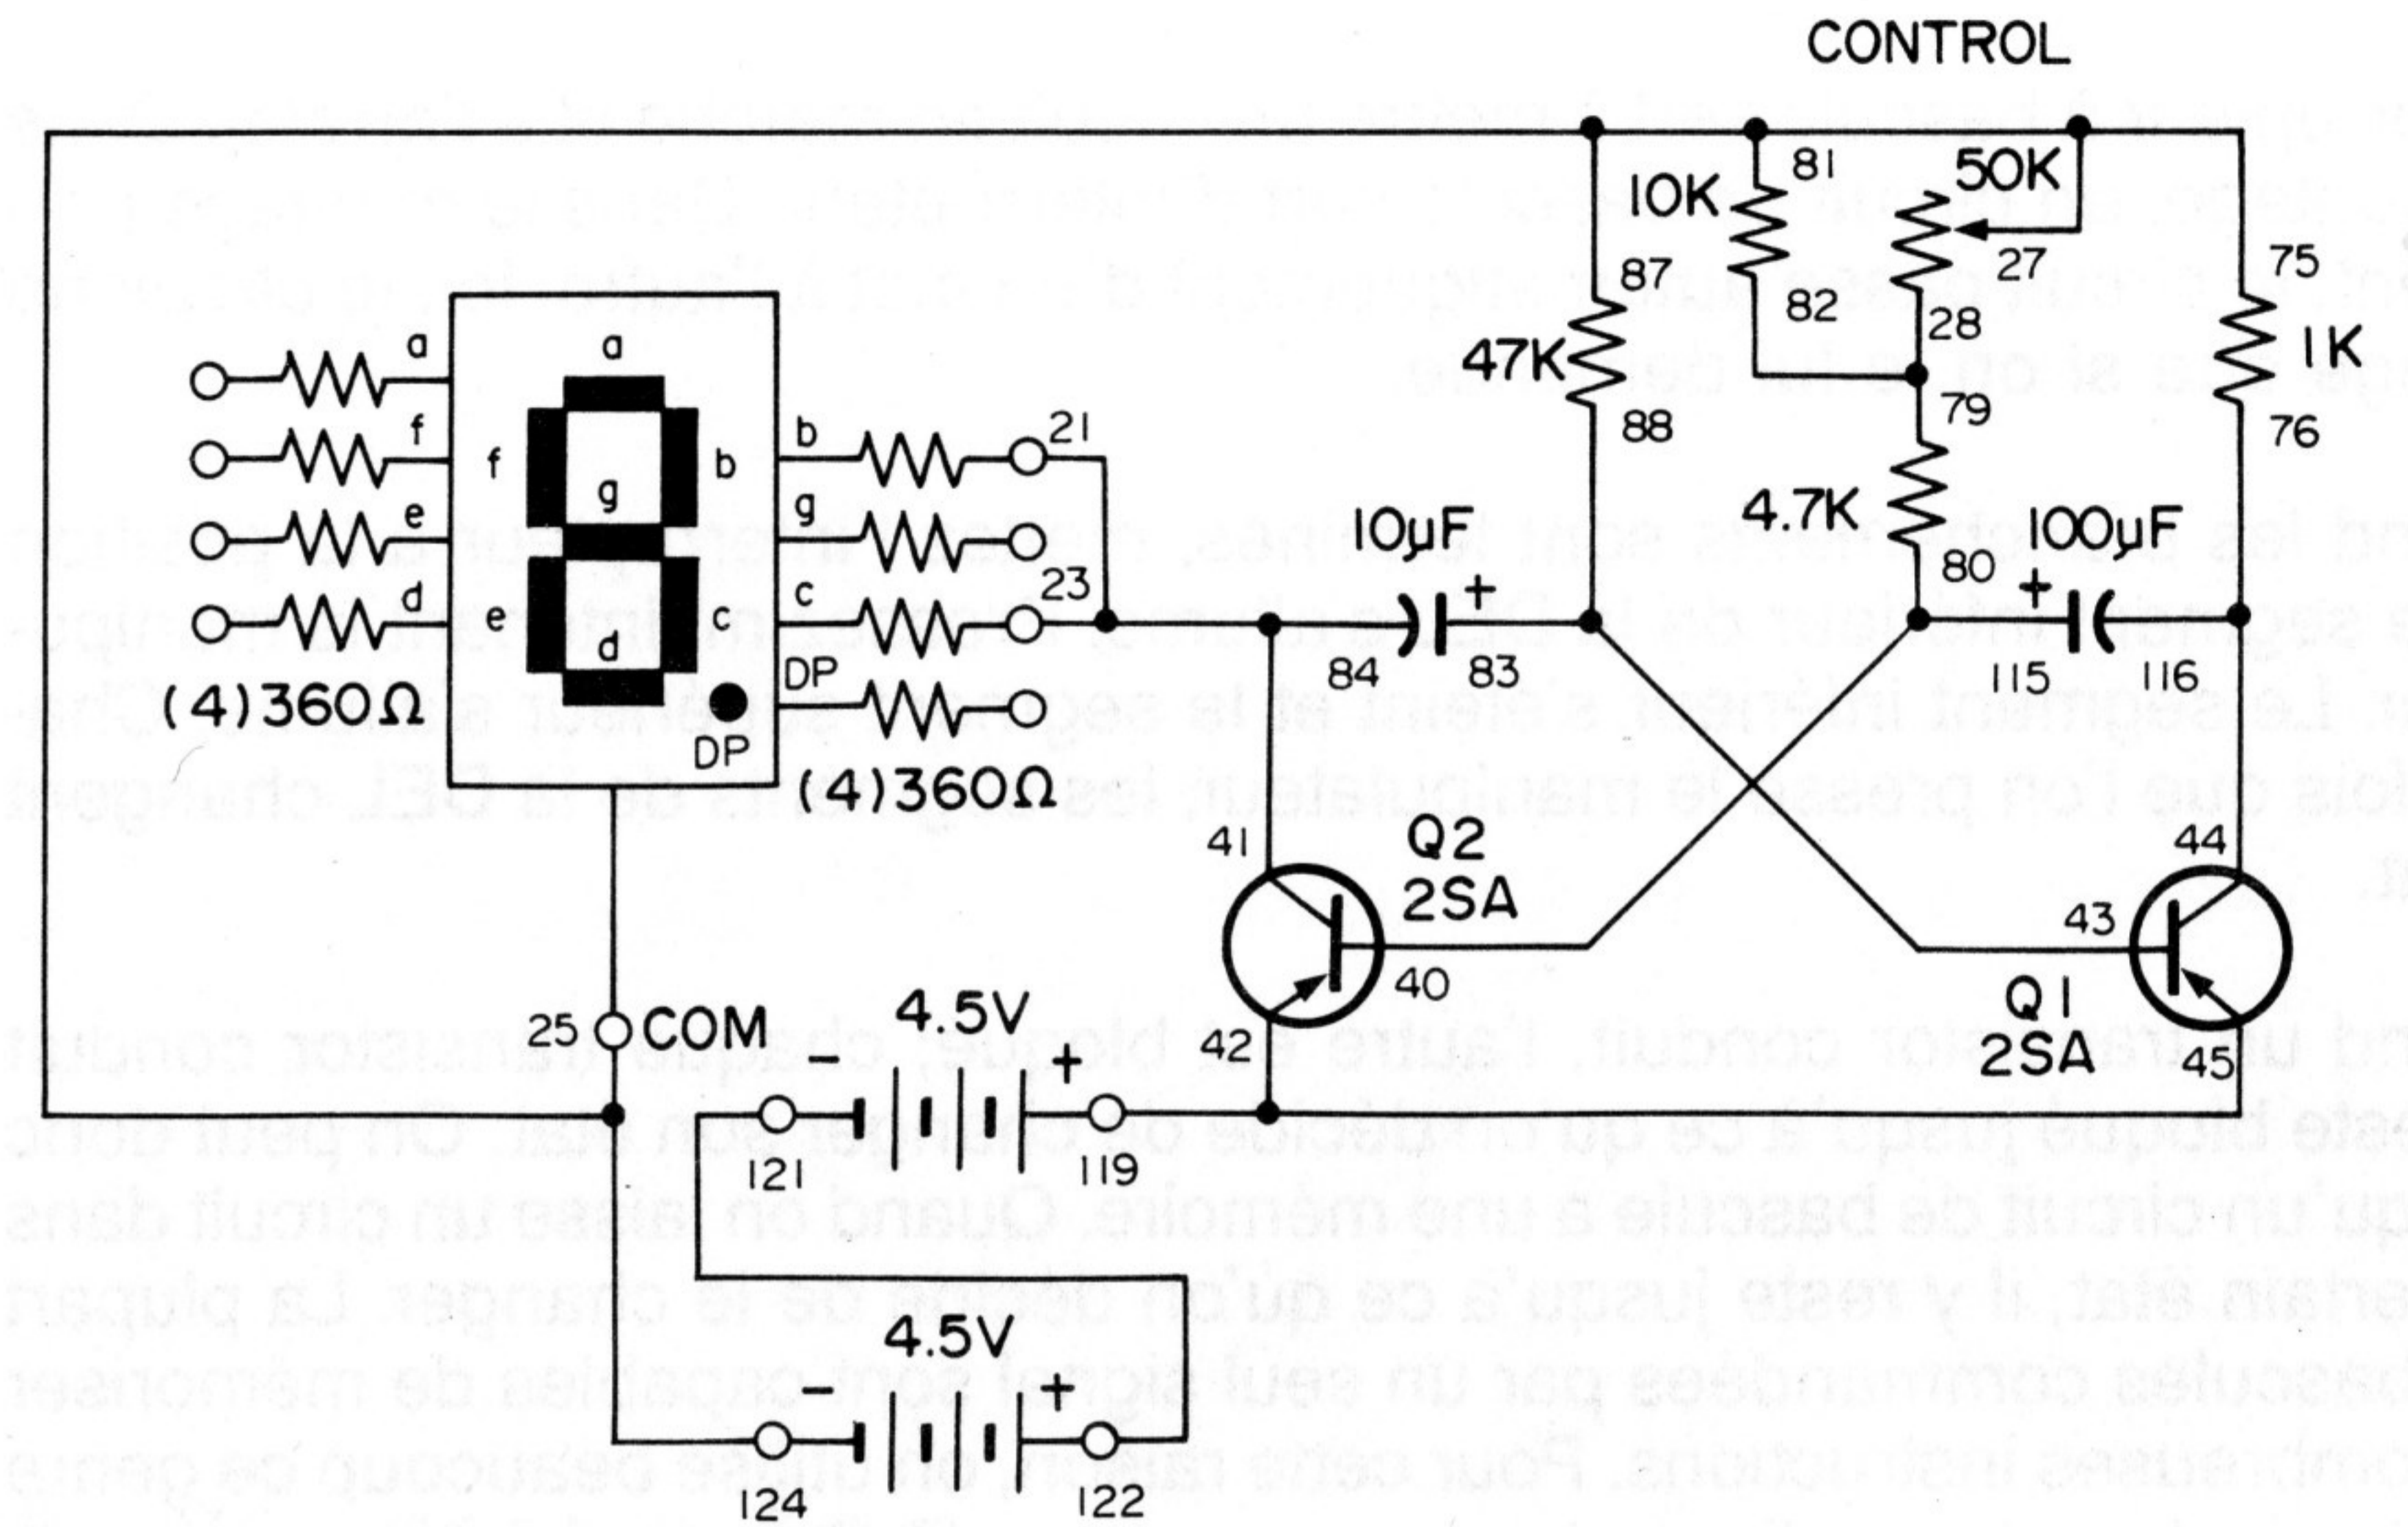 CONTROL
81
50K
10K
27
75
87
82
28
1K
47K
79
88
76
a
a
f
b
21
f
b
g
e
g
4.7K
10µF
100µF
80
c
23
d
e
c
+
+
d
84
83
115
116
DP
(4)360Ω
DP
(4)360Ω
41
Q2
44
2SA
43
40
Q1
4.5V
25
COM
42
2SA
45
-
+
121
119
4.5V
-
+
124
122